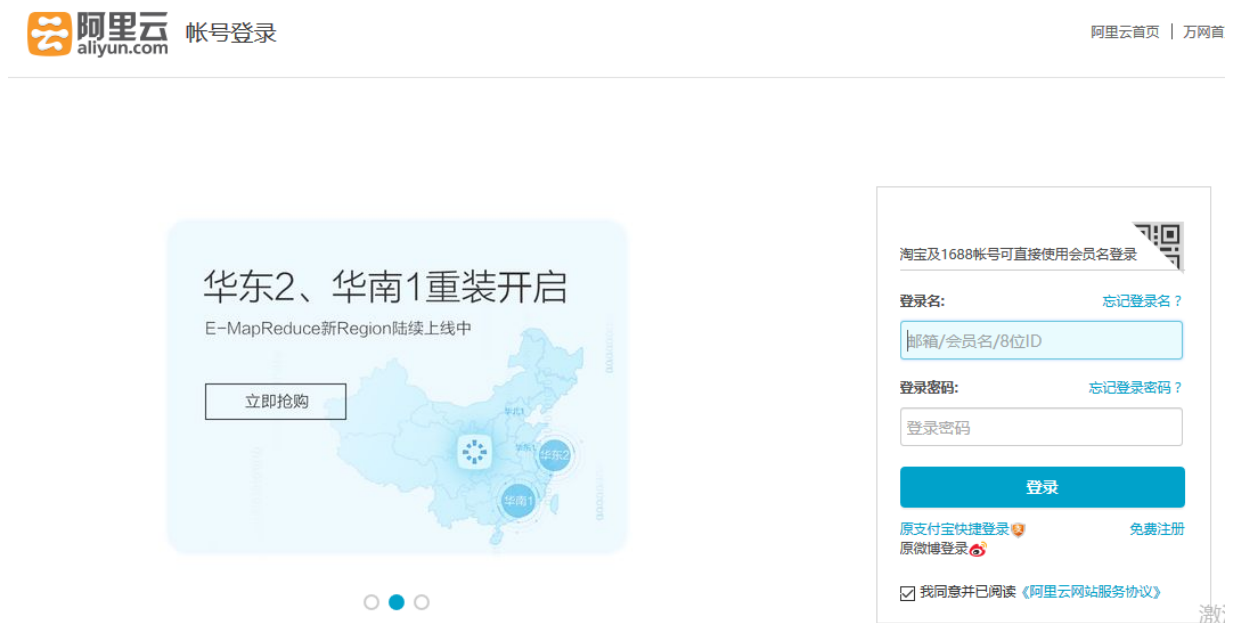 阿里云
aliyun.com
帐号登录
阿里云首页 | 万网首
华东2、华南1重装开启
E-MapReduce新Region陆续上线中
立即抢购
华北1
华东1
华东2
华南1
淘宝及1688帐号可直接使用会员名登录
登录名: 忘记登录名?
邮箱/会员名/8位ID
登录密码: 忘记登录密码?
登录密码
登录
原支付宝快捷登录 免费注册
原微博登录
我同意并已阅读《阿里云网站服务协议》